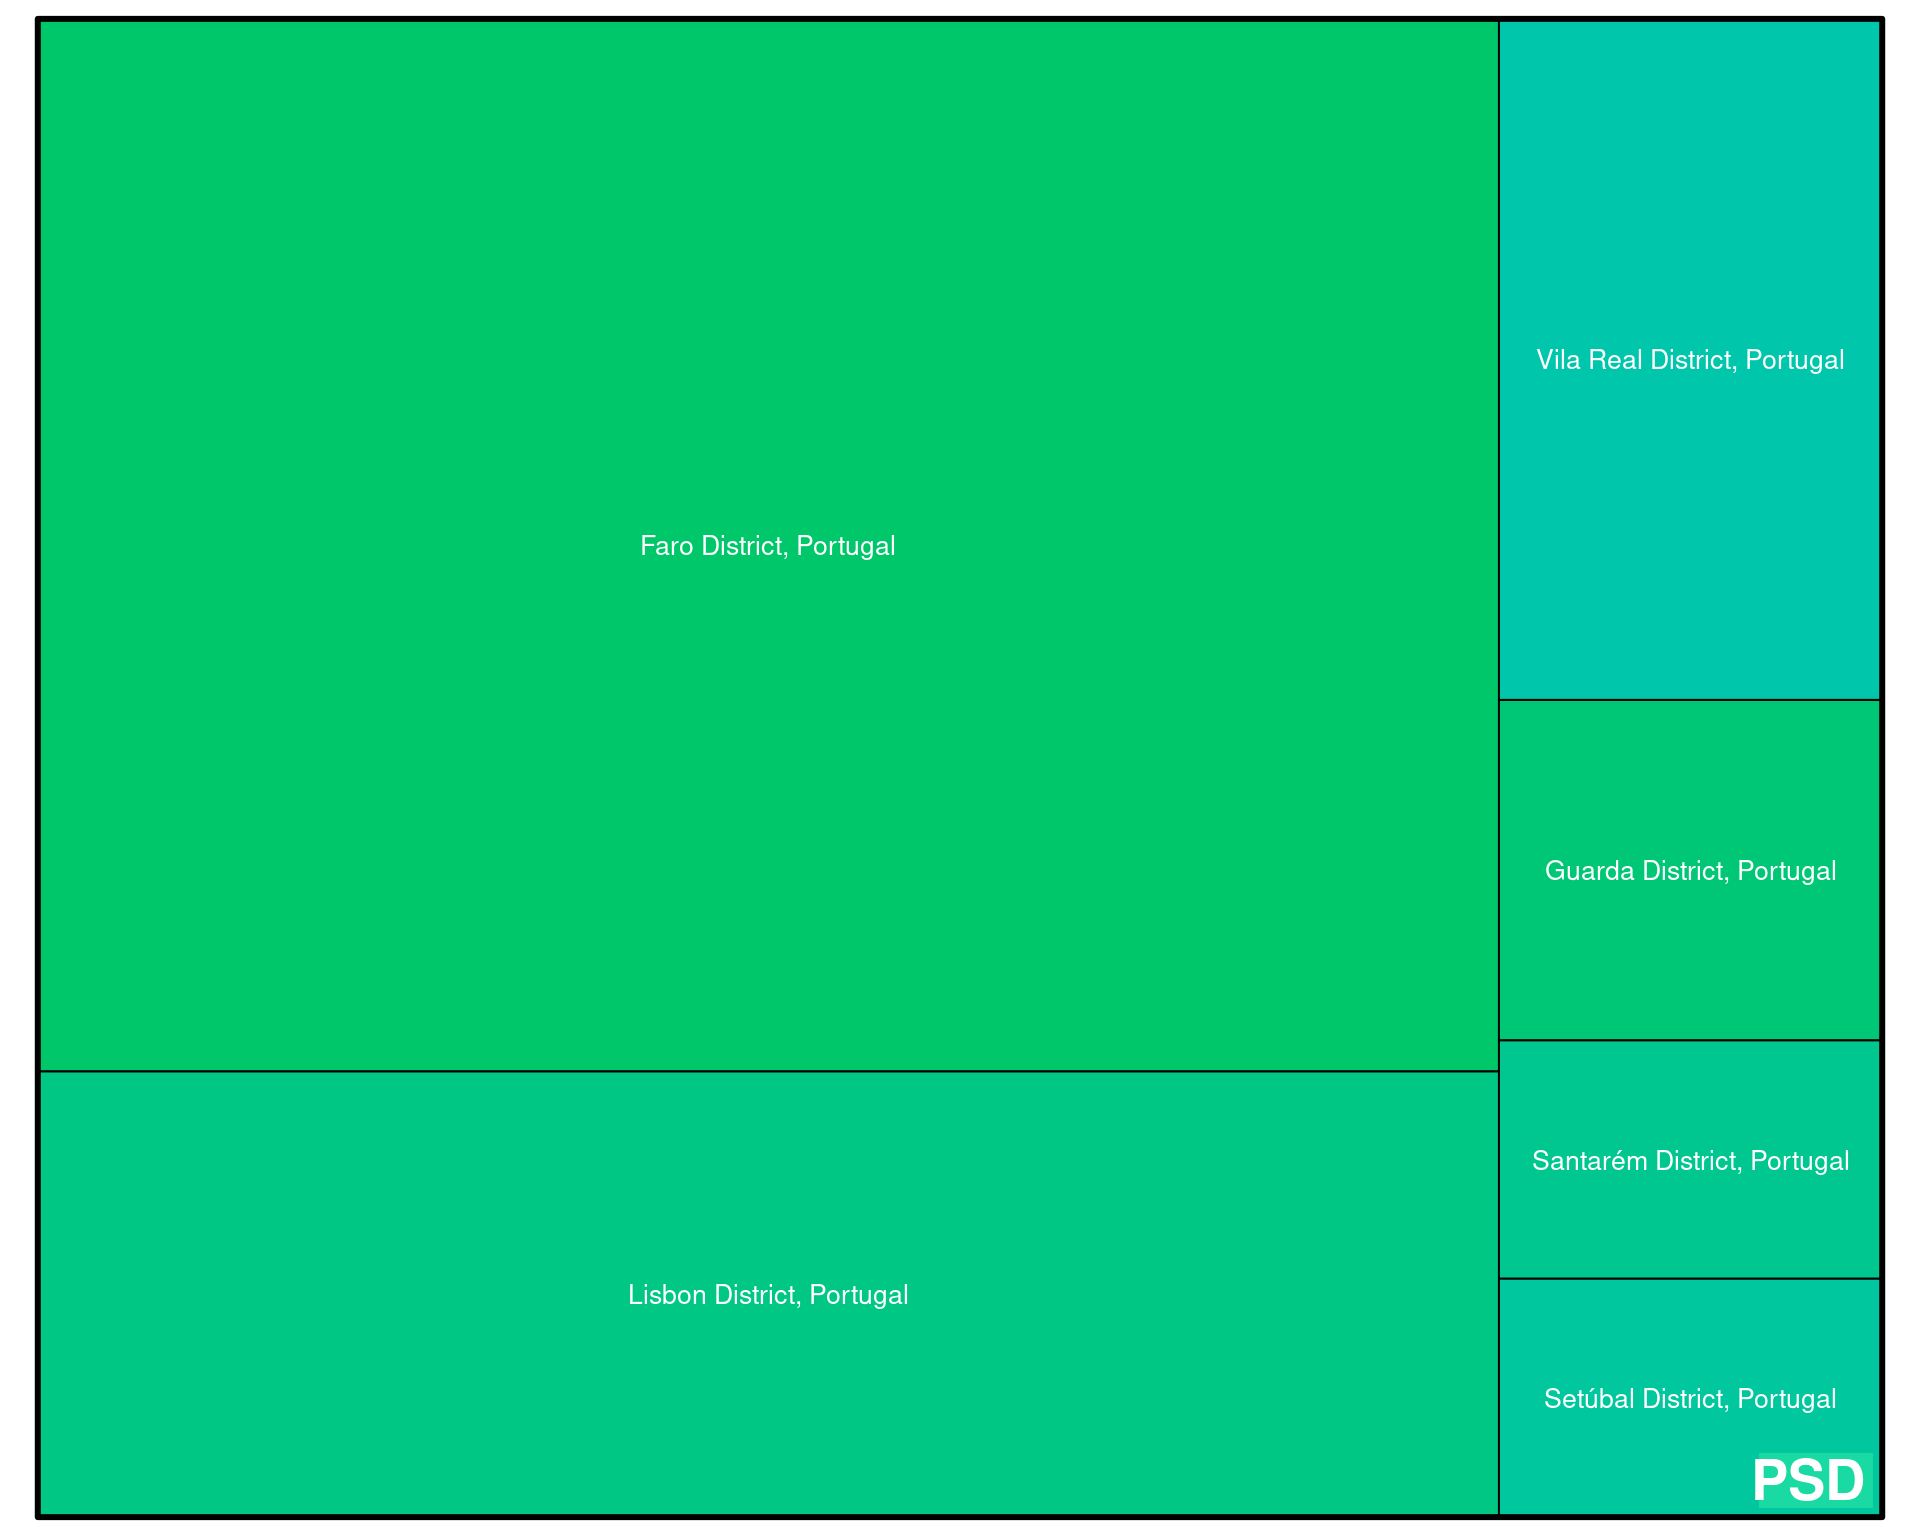 Faro District, Portugal
Lisbon District, Portugal
Vila Real District, Portugal
Guarda District, Portugal
Santarém District, Portugal
Setúbal District, Portugal
PSD